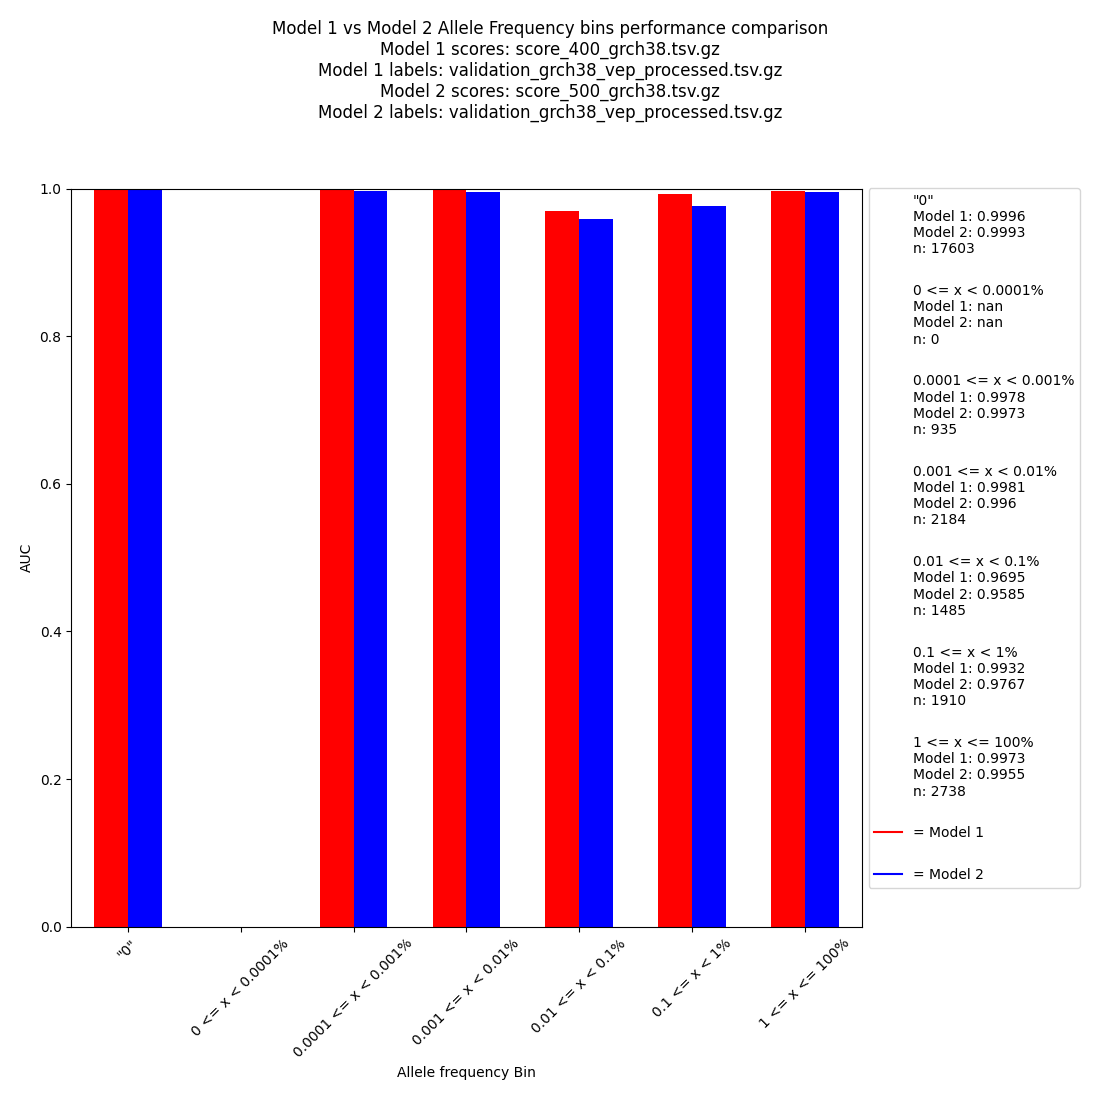 Model 1 vs Model 2 Allele Frequency bins performance comparison
Model 1 scores: score_400_grch38.tsv.gz
Model 1 labels: validation_grch38_vep_processed.tsv.gz
Model 2 scores: score_500_grch38.tsv.gz
Model 2 labels: validation_grch38_vep_processed.tsv.gz
1.0
0.8
0.6
0.4
0.2
0.0
AUC
"0"
0 <= x < 0.0001%
0.0001 <= x < 0.001%
0.001 <= x < 0.01%
0.01 <= x < 0.1%
0.1 <= x < 1%
1 <= x <= 100%
Allele frequency Bin
"0"
Model 1: 0.9996
Model 2: 0.9993
n: 17603
0 <= x < 0.0001%
Model 1: nan
Model 2: nan
n: 0
0.0001 <= x < 0.001%
Model 1: 0.9978
Model 2: 0.9973
n: 935
0.001 <= x < 0.01%
Model 1: 0.9981
Model 2: 0.996
n: 2184
0.01 <= x < 0.1%
Model 1: 0.9695
Model 2: 0.9585
n: 1485
0.1 <= x < 1%
Model 1: 0.9932
Model 2: 0.9767
n: 1910
1 <= x <= 100%
Model 1: 0.9973
Model 2: 0.9955
n: 2738
= Model 1
= Model 2